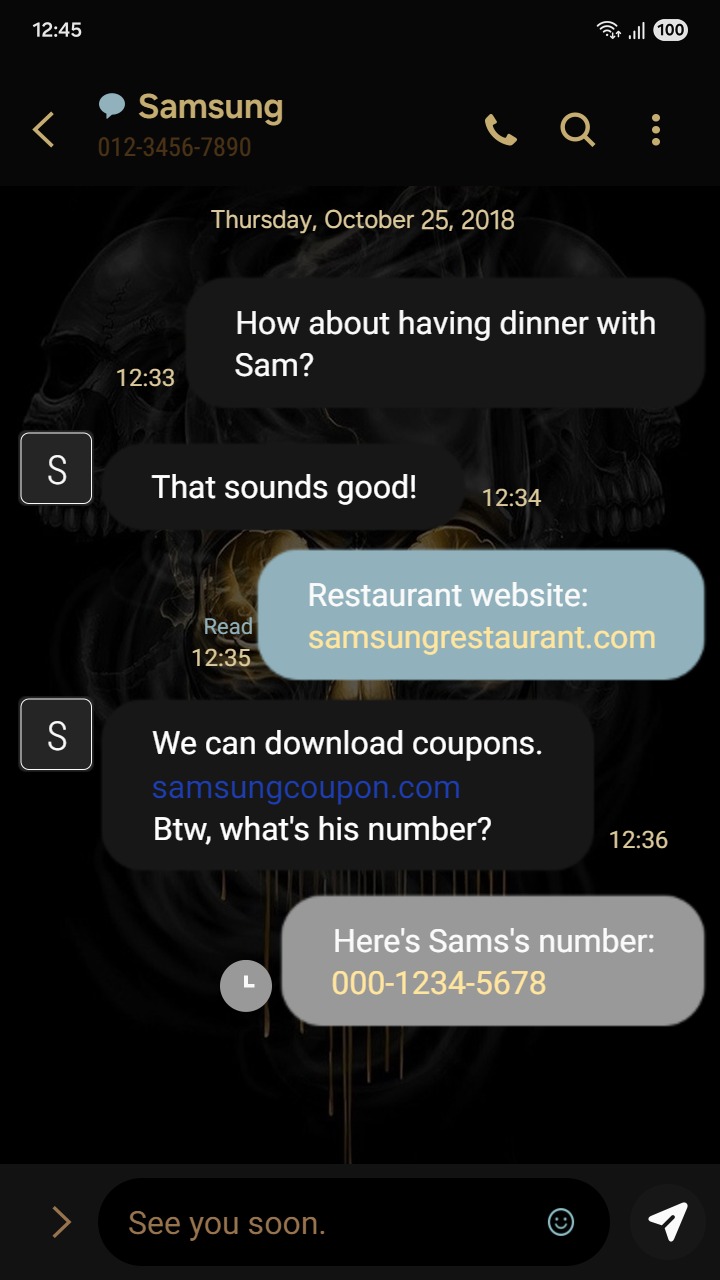 12:45
100
Samsung
012-3456-7890
Thursday, October 25, 2018
How about having dinner with
Sam?
12:33
S
That sounds good!
12:34
Restaurant website:
samsungrestaurant.com
Read
12:35
S
We can download coupons.
samsungcoupon.com
Btw, what's his number?
12:36
Here's Sams's number:
000-1234-5678
See you soon.